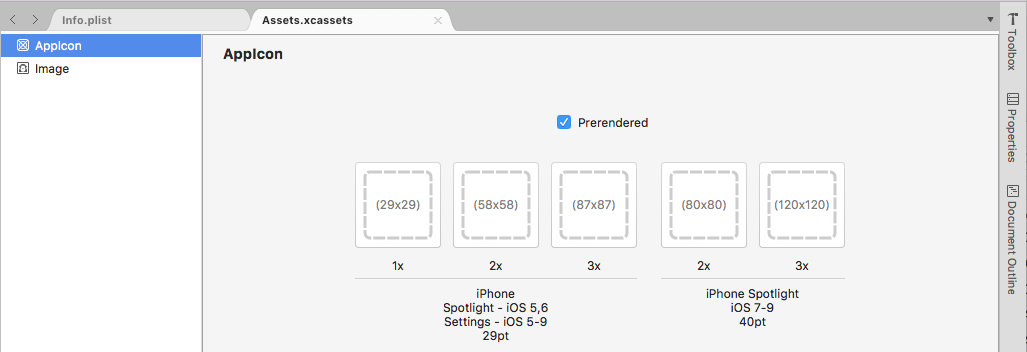 Info.plist
Assets.xcassets
AppIcon
Image
AppIcon
Prerendered
(29x29) (58x58) (87x87) (80x80) (120x120)
1x 2x 3x 2x 3x
iPhone
Spotlight - iOS 5,6
Settings - iOS 5-9
29pt
iPhone Spotlight
iOS 7-9
40pt
Toolbox
Properties
Document Outline